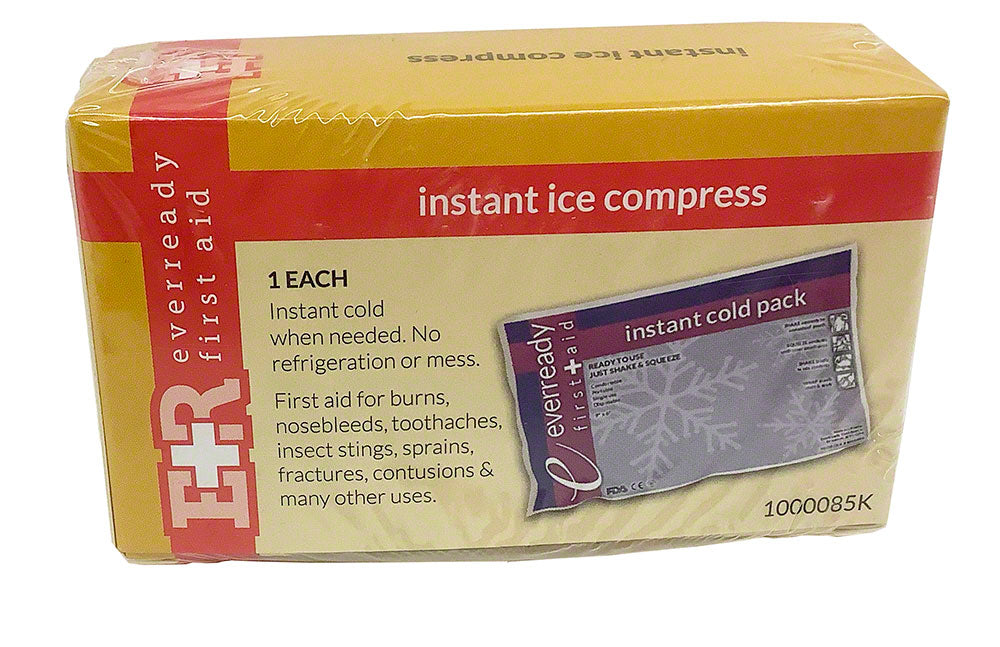 instant ice compress
everready
first aid
E+R
instant ice compress
1 EACH
Instant cold
when needed. No
refrigeration or mess.
First aid for burns,
nosebleeds, toothaches,
insect stings, sprains,
fractures, contusions &
many other uses.
everready
first+aid
e
instant cold pack
READY TO USE
JUST SHAKE & SQUEEZE
FDA CE
1000085K